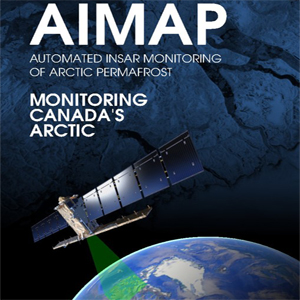 AIMAP
AUTOMATED INSAR MONITORING
OF ARCTIC PERMAFROST
MONITORING
CANADA'S
ARCTIC